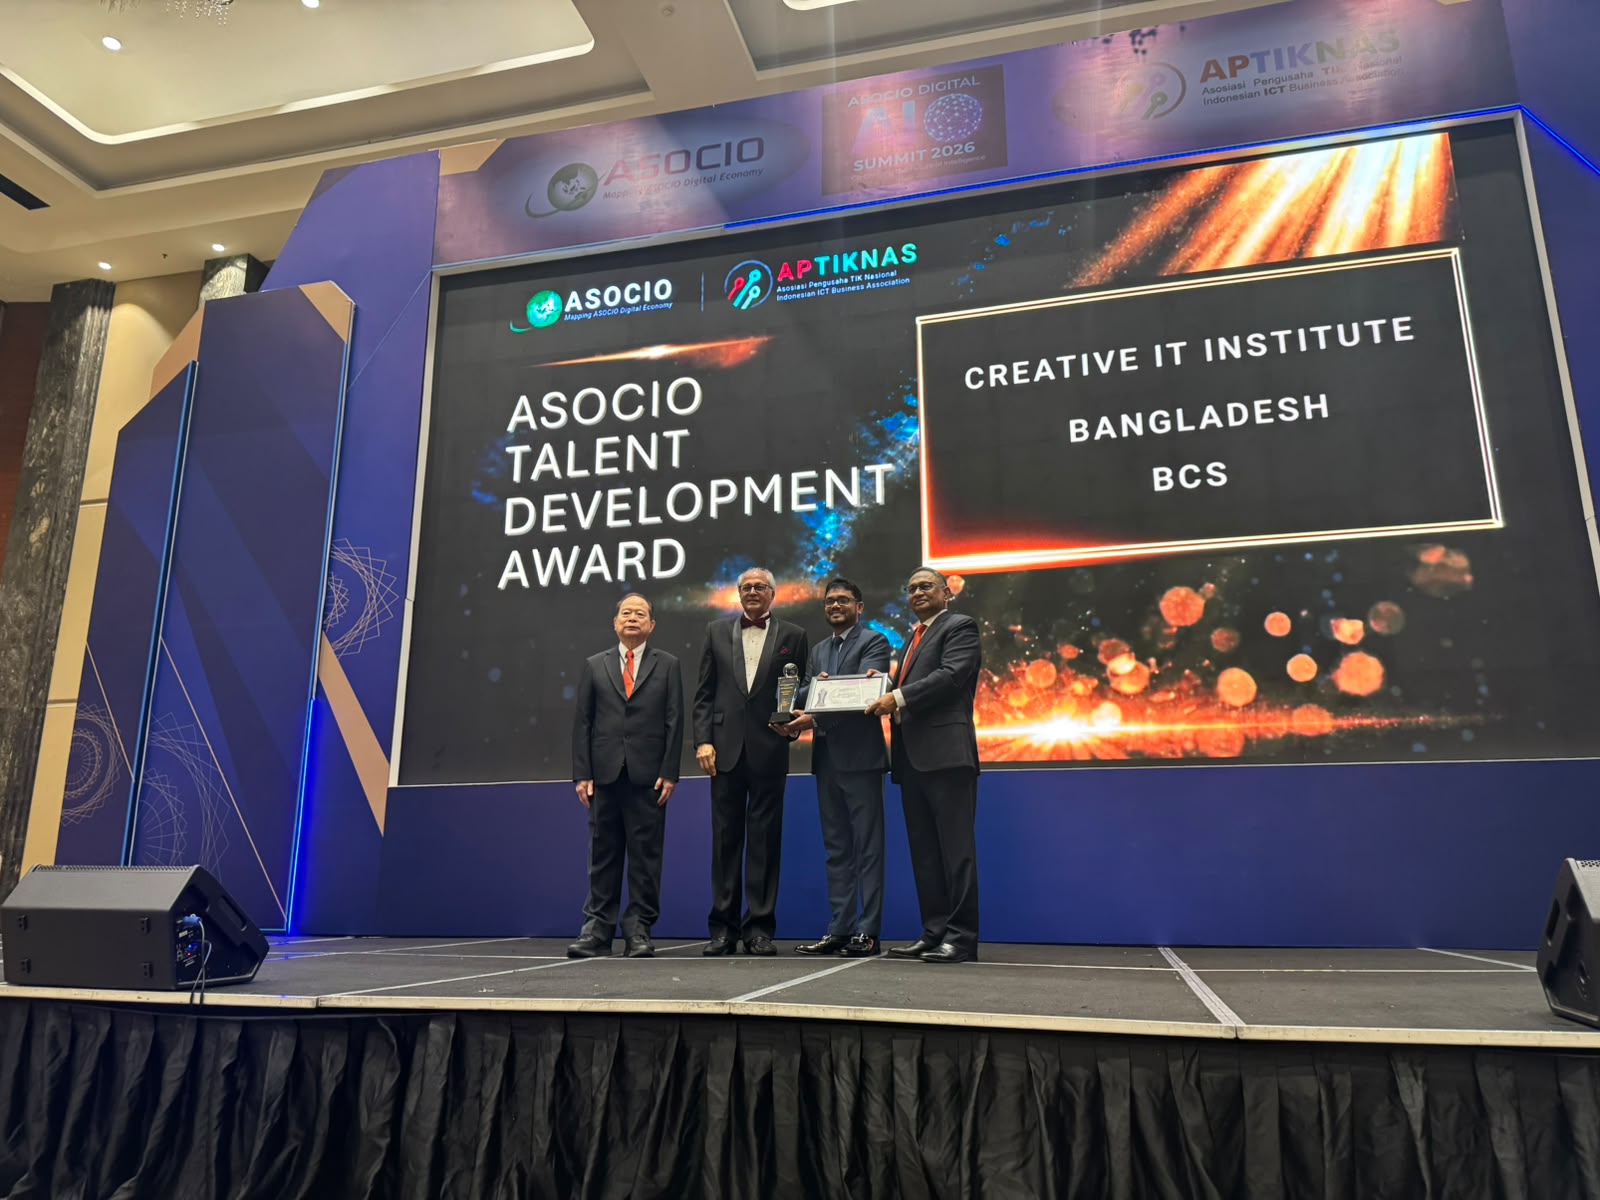 ASOCIO
Mapping ASOCIO Digital Economy
ASOCIO DIGITAL
AI
SUMMIT 2026
APTIKNAS
Asosiasi Pengusaha TIK Nasional
Indonesian ICT Business Association
ASOCIO
Mapping ASOCIO Digital Economy
APTIKNAS
Asosiasi Pengusaha TIK Nasional
Indonesian ICT Business Association
ASOCIO
TALENT
DEVELOPMENT
AWARD
CREATIVE IT INSTITUTE
BANGLADESH
BCS